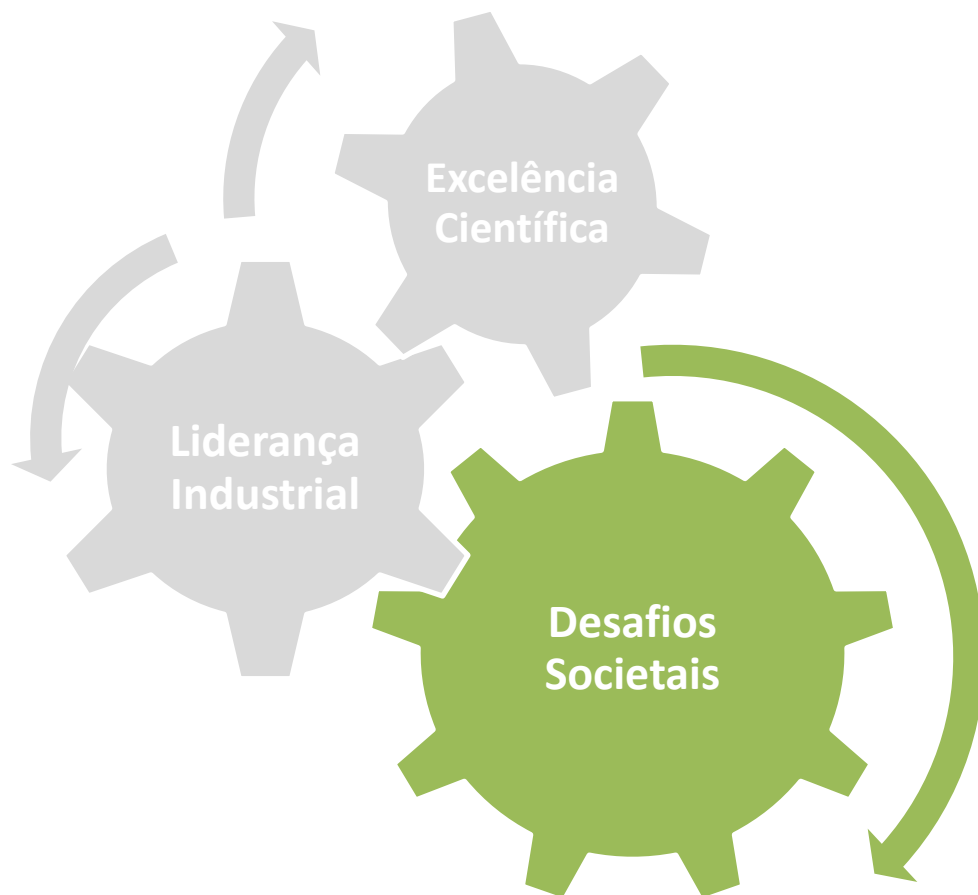 Excelência
Científica
Liderança
Industrial
Desafios
Societais